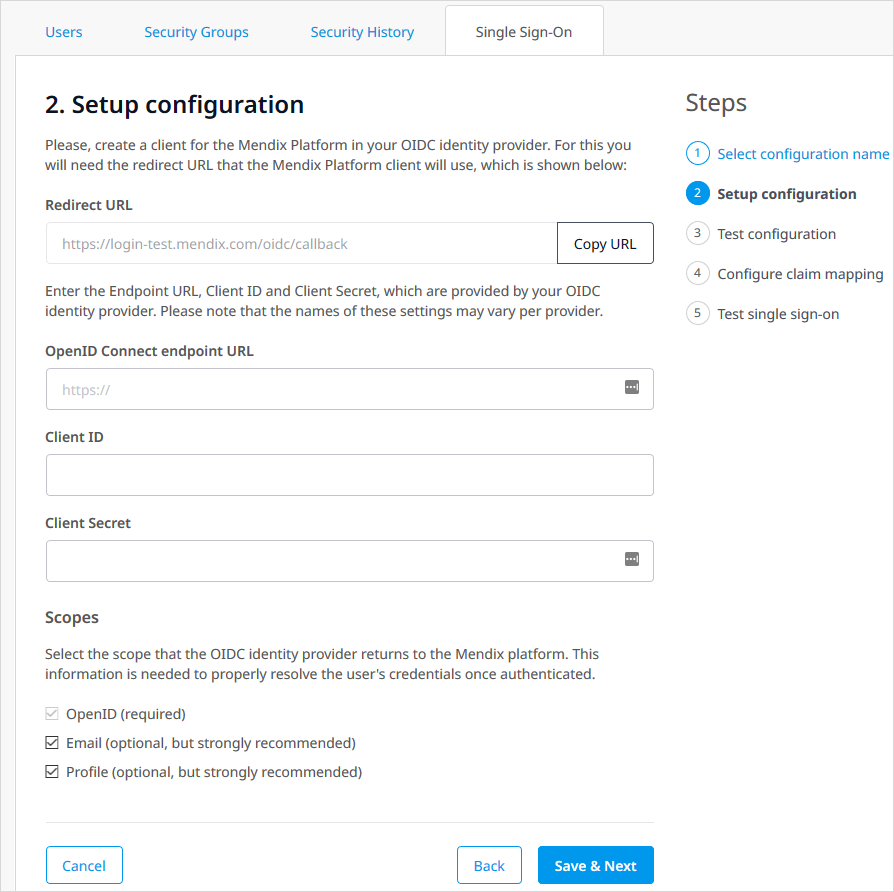 Users
Security Groups
Security History
Single Sign-On
2. Setup configuration
Please, create a client for the Mendix Platform in your OIDC identity provider. For this you
will need the redirect URL that the Mendix Platform client will use, which is shown below:
Redirect URL
https://login-test.mendix.com/oidc/callback
Copy URL
Enter the Endpoint URL, Client ID and Client Secret, which are provided by your OIDC
identity provider. Please note that the names of these settings may vary per provider.
OpenID Connect endpoint URL
https://
Client ID
Client Secret
Scopes
Select the scope that the OIDC identity provider returns to the Mendix platform. This
information is needed to properly resolve the user's credentials once authenticated.
OpenID (required)
Email (optional, but strongly recommended)
Profile (optional, but strongly recommended)
Cancel
Back
Save & Next
Steps
1 Select configuration name
2 Setup configuration
3 Test configuration
4 Configure claim mapping
5 Test single sign-on